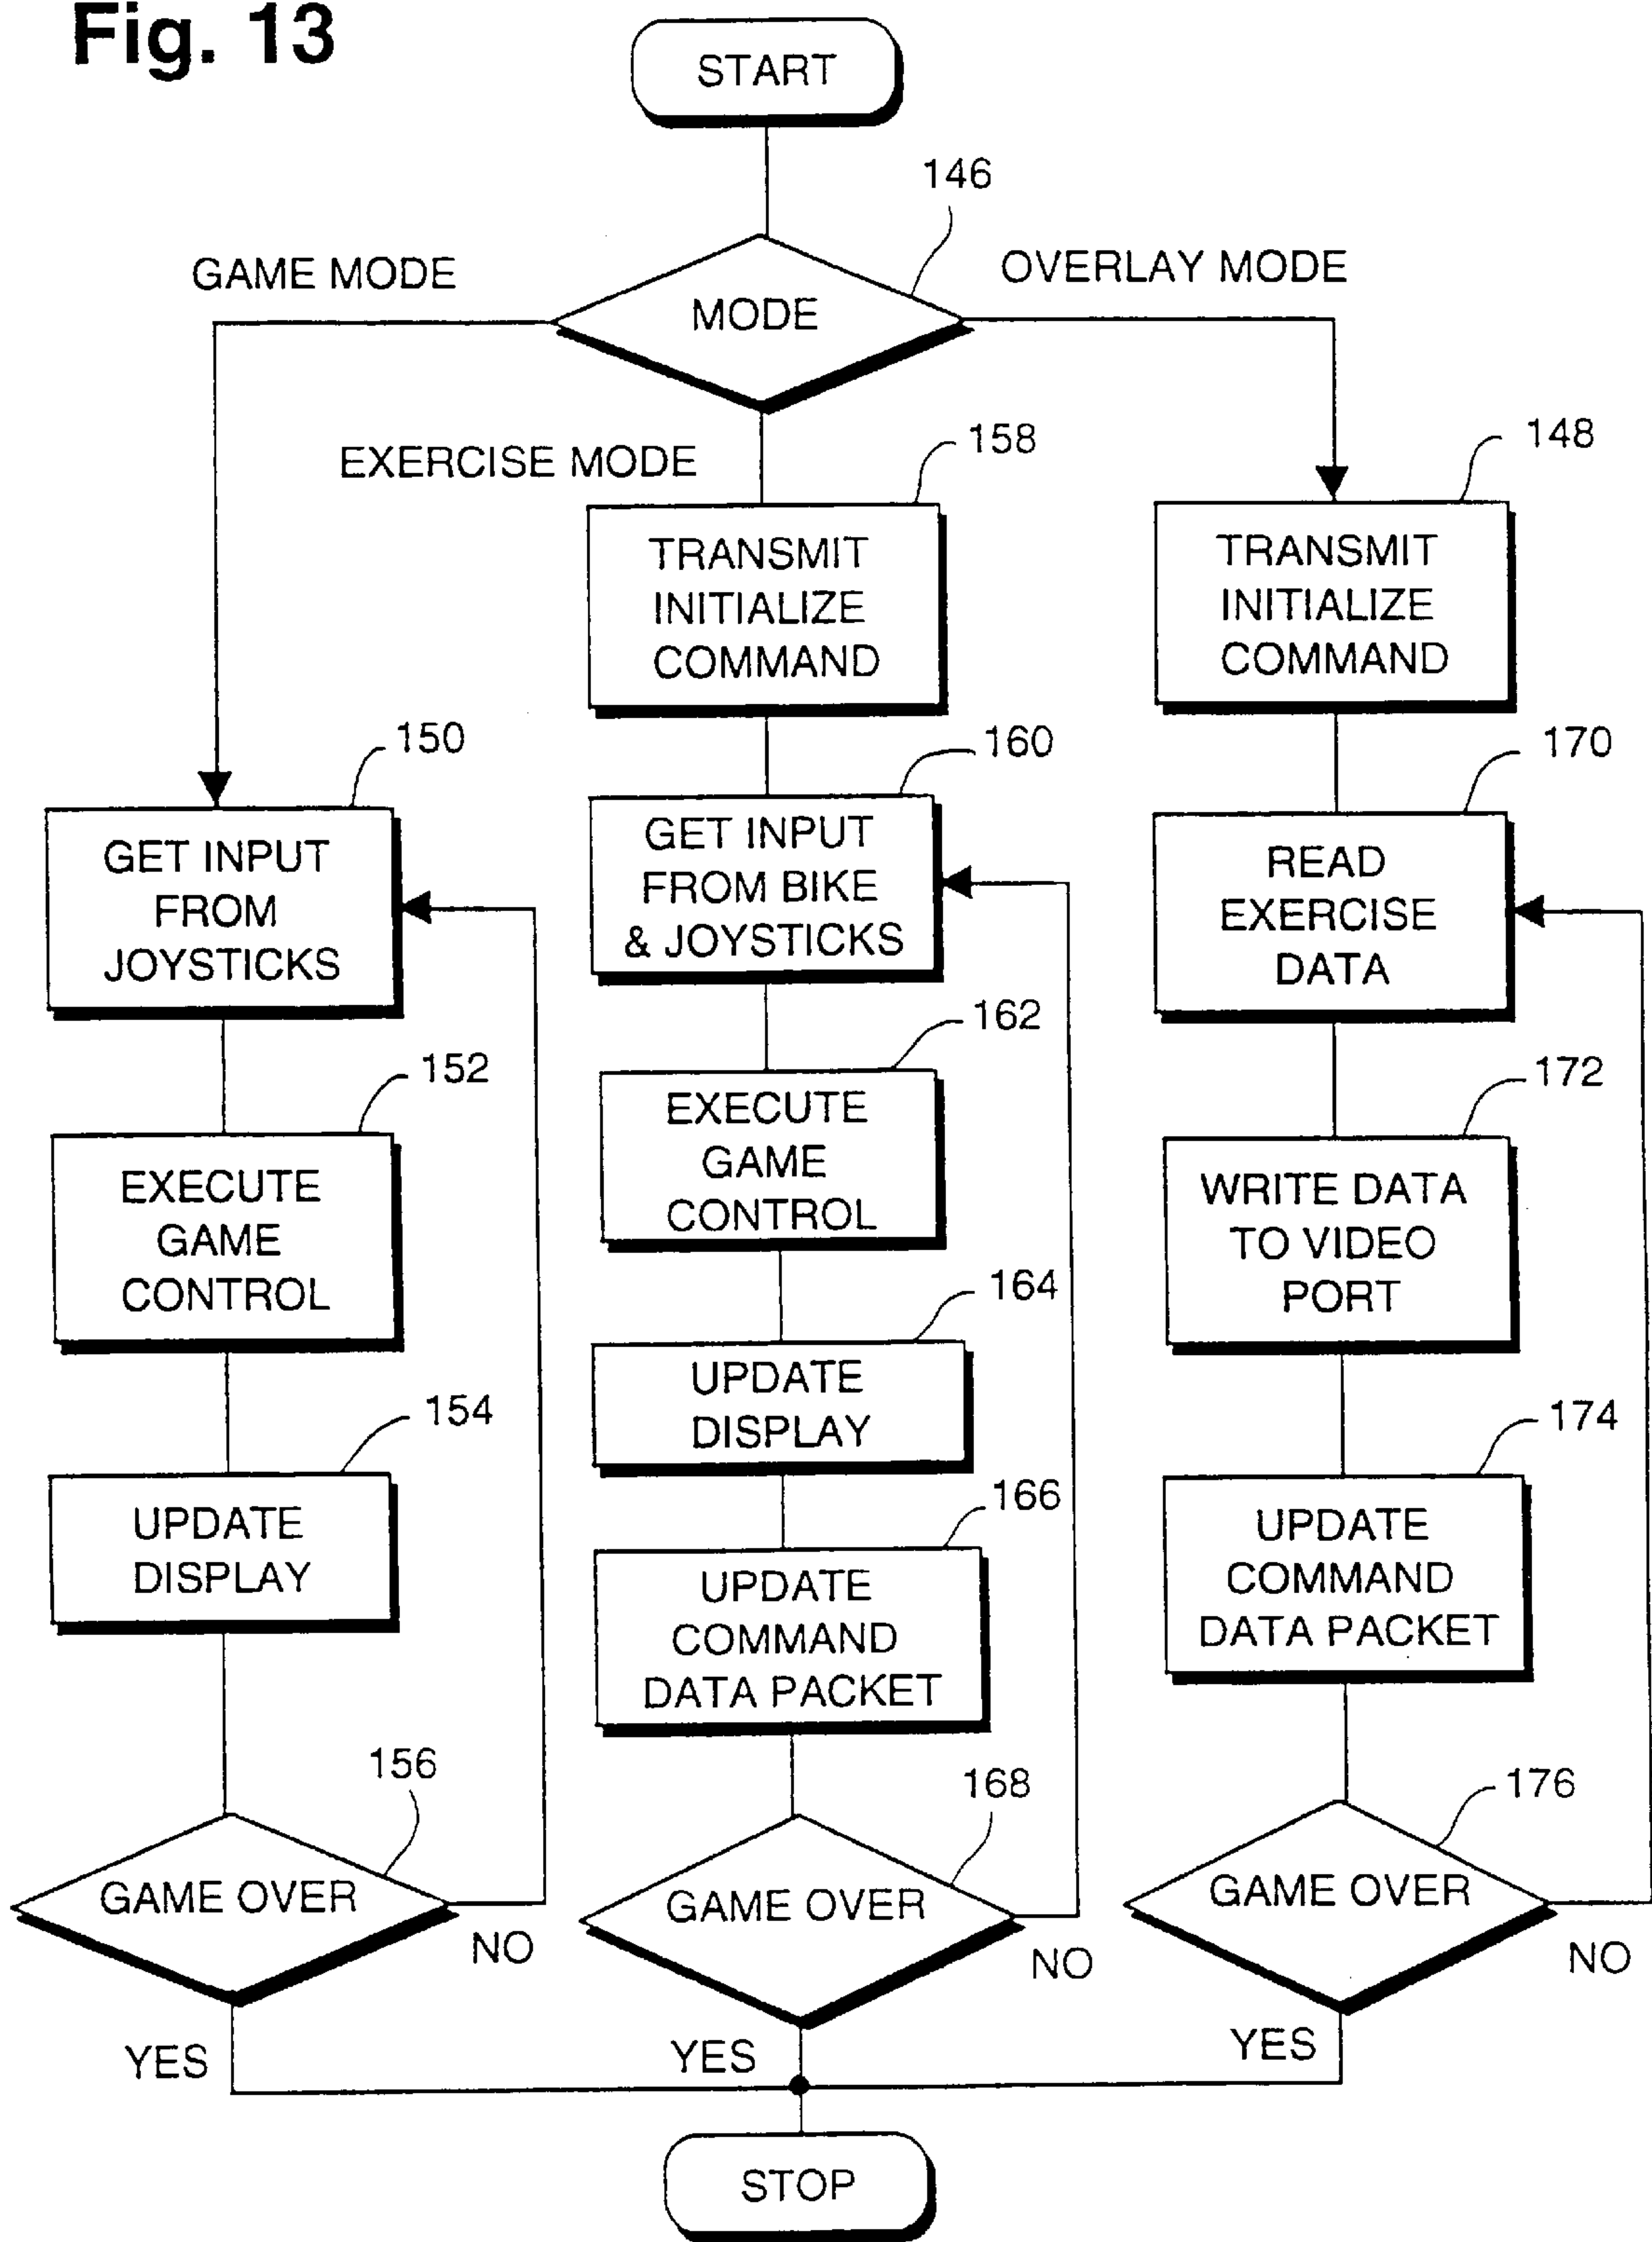 Fig. 13
START
146
GAME MODE
OVERLAY MODE
MODE
EXERCISE MODE
158
148
TRANSMIT
INITIALIZE
COMMAND
TRANSMIT
INITIALIZE
COMMAND
150
160
170
GET INPUT
FROM
JOYSTICKS
GET INPUT
FROM BIKE
& JOYSTICKS
READ
EXERCISE
DATA
152
162
172
EXECUTE
GAME
CONTROL
EXECUTE
GAME
CONTROL
WRITE DATA
TO VIDEO
PORT
154
164
174
UPDATE
DISPLAY
UPDATE
DISPLAY
166
UPDATE
COMMAND
DATA PACKET
UPDATE
COMMAND
DATA PACKET
156
168
176
GAME OVER
GAME OVER
GAME OVER
NO
NO
NO
YES
YES
YES
STOP